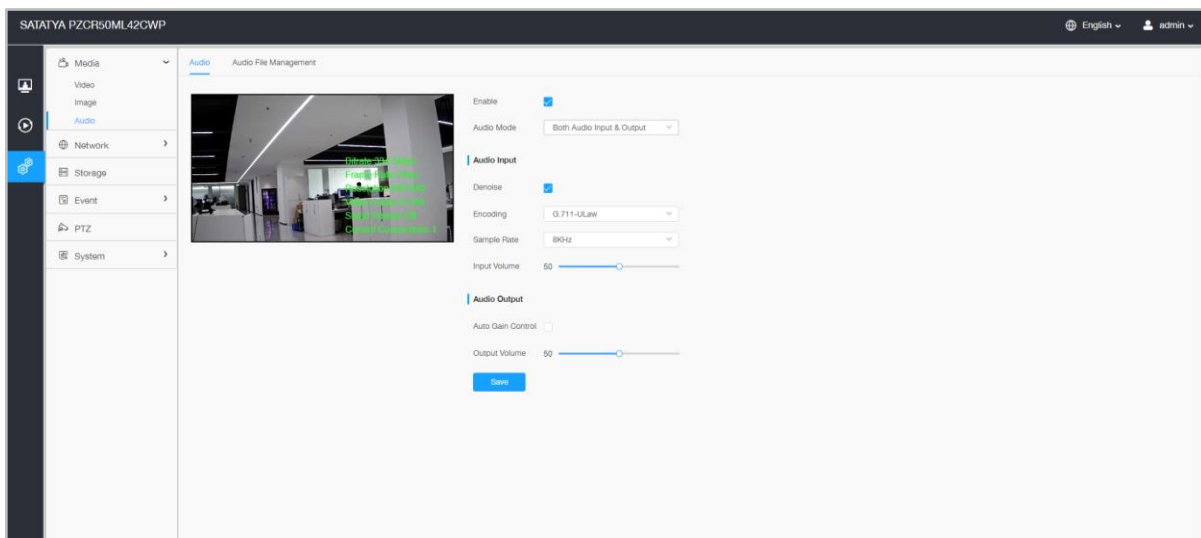 SATATYA PZCR50ML42CWP
English
admin
Media
Video
Image
Audio
Network
Storage
Event
PTZ
System
Audio Audio File Management
Enable
Audio Mode Both Audio Input & Output
Audio Input
Denoise
Encoding G.711-ULaw
Sample Rate 8KHz
Input Volume 50
Audio Output
Auto Gain Control
Output Volume 50
Save
Bitrate
Frame